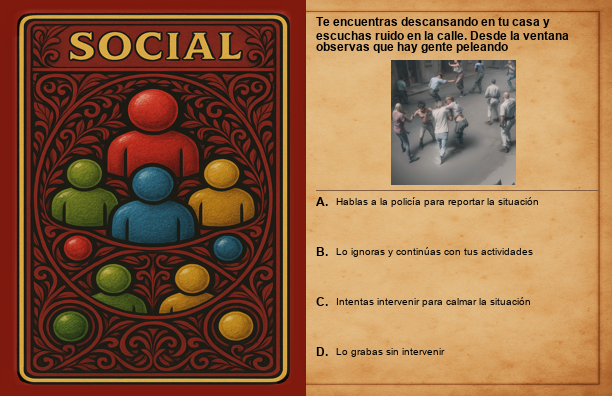 SOCIAL
Te encuentras descansando en tu casa y
escuchas ruido en la calle. Desde la ventana
observas que hay gente peleando
A. Hablas a la policía para reportar la situación
B. Lo ignoras y continúas con tus actividades
C. Intentas intervenir para calmar la situación
D. Lo grabas sin intervenir